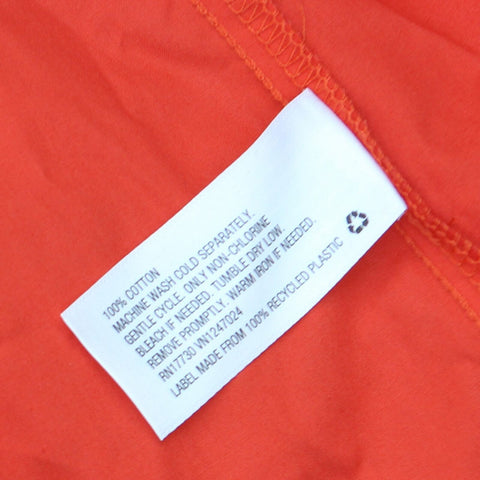 100% COTTON
MACHINE WASH COLD SEPARATELY.
GENTLE CYCLE. ONLY NON-CHLORINE
BLEACH IF NEEDED. TUMBLE DRY LOW.
REMOVE PROMPTLY. WARM IRON IF NEEDED.
RN17730 VN1247024
LABEL MADE FROM 100% RECYCLED PLASTIC